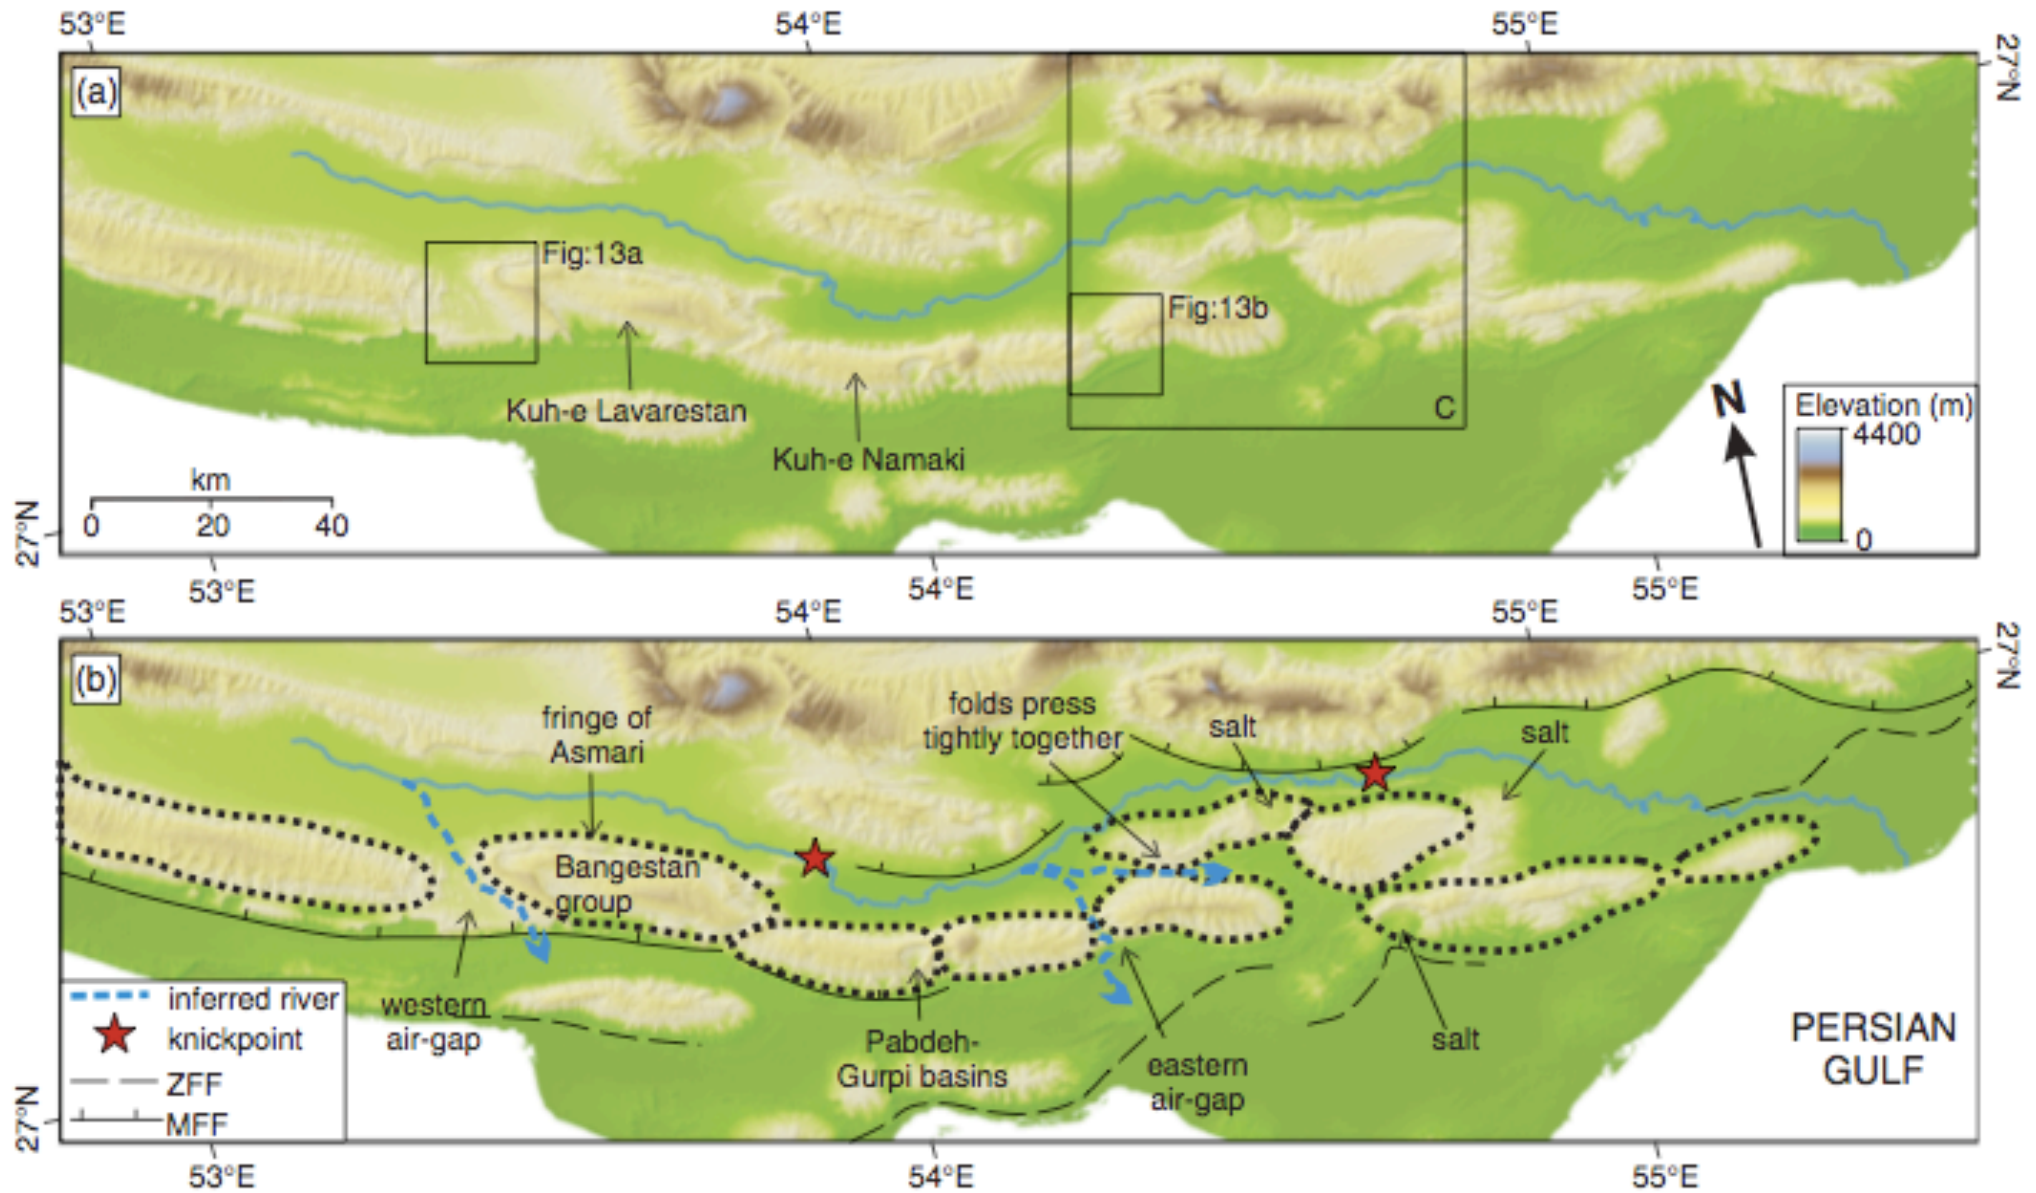 53°E
54°E
55°E
27°N
(a)
Fig:13a
Fig:13b
Kuh-e Lavarestan
C
N
Elevation (m)
4400
0
Kuh-e Namaki
km
0 20 40
27°N
53°E
54°E
55°E
53°E
54°E
55°E
27°N
(b)
fringe of
Asmari
folds press
tightly together
salt
salt
Bangestan
group
inferred river
knickpoint
ZFF
MFF
western
air-gap
Pabdeh-
Gurpi basins
eastern
air-gap
salt
PERSIAN
GULF
27°N
53°E
54°E
55°E